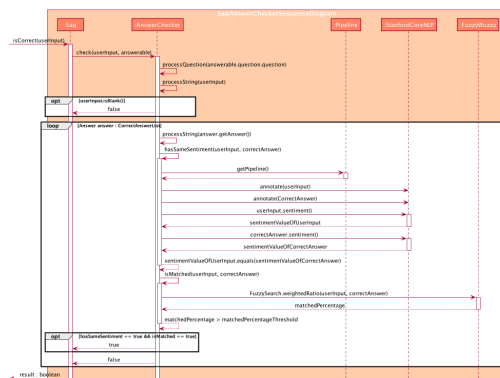 SaqAnswerCheckerSequenceDiagram
:Saq
:AnswerChecker
:Pipeline
:StanfordCoreNLP
:FuzzyWuzzy
isCorrect(userInput)
check(userInput, answerable)
processQuestion(answerable.question.question)
processString(userInput)
opt [userInput.isBlank()]
false
loop [Answer answer : CorrectAnswerList]
processString(answer.getAnswer())
hasSameSentiment(userInput, correctAnswer)
getPipeline()
annotate(userInput)
annotate(CorrectAnswer)
userInput.sentiment()
sentimentValueOfUserInput
correctAnswer.sentiment()
sentimentValueOfCorrectAnswer
sentimentValueOfUserInput.equals(sentimentValueOfCorrectAnswer)
isMatched(userInput, correctAnswer)
FuzzySearch.weightedRatio(userInput, correctAnswer)
matchedPercentage
matchedPercentage > matchedPercentageThreshold
opt [hasSameSentiment == true && isMatched == true]
true
false
result : boolean